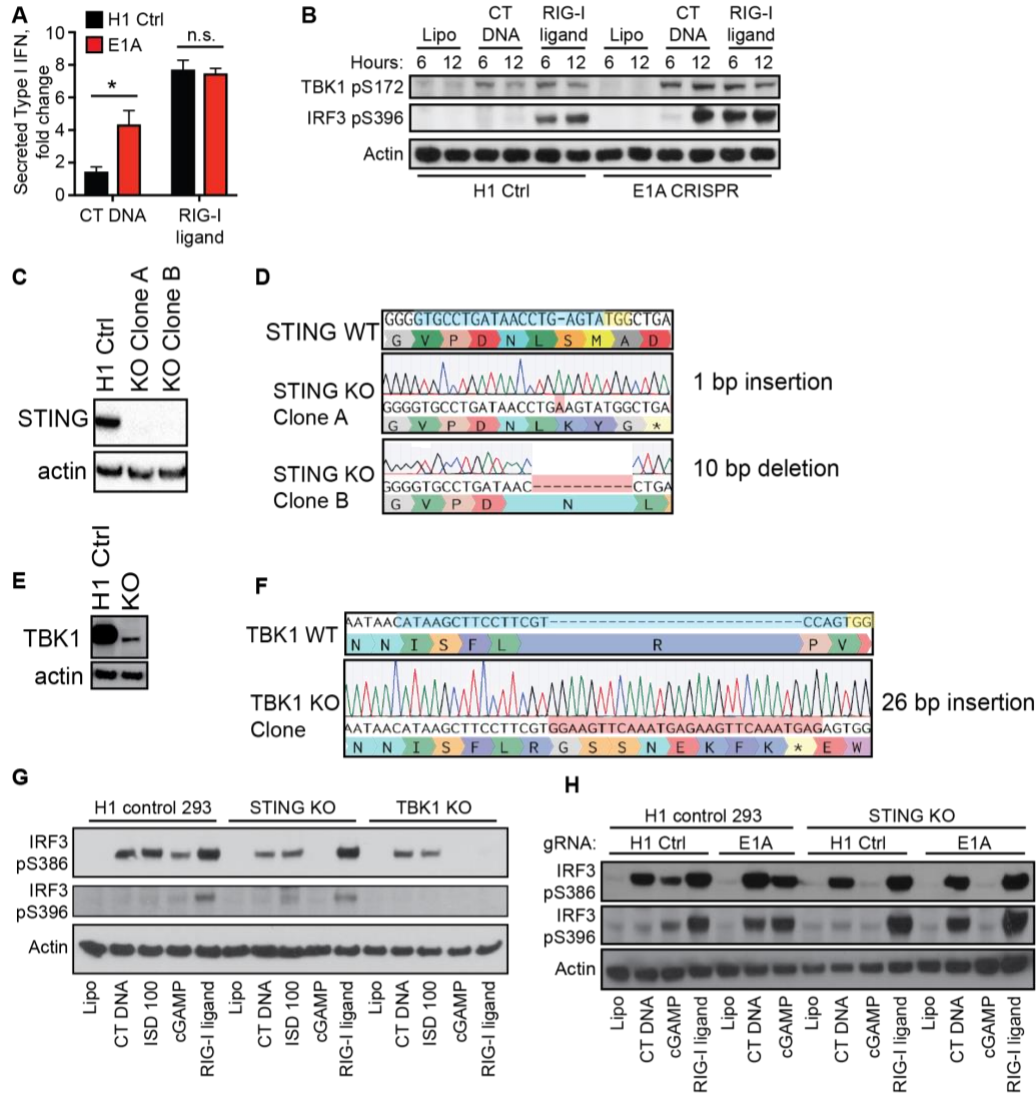 A
H1 Ctrl
E1A
Secreted Type I IFN,
fold change
10
8
6
4
2
0
*
n.s.
CT DNA
RIG-I
ligand
B
Lipo
CT
DNA
RIG-I
ligand
Lipo
CT
DNA
RIG-I
ligand
Hours: 6 12 6 12 6 12 6 12 6 12 6 12
TBK1 pS172
IRF3 pS396
Actin
H1 Ctrl
E1A CRISPR
C
H1 Ctrl
KO Clone A
KO Clone B
STING
actin
D
STING WT
GGGGTGCCTGATAACCTG-AGTATGGCTGA
G V P D N L S M A D
STING KO
Clone A
GGGGTGCCTGATAACCTGAAGTATGGCTGA
G V P D N L K Y G *
1 bp insertion
STING KO
Clone B
GGGGTGCCTGATAAC----------CTGA
G V P D N L
10 bp deletion
E
H1 Ctrl
KO
TBK1
actin
F
TBK1 WT
AATAACATAAGCTTCCTTCGT--------------------------CCAGTGG
N N I S F L R P V
TBK1 KO
Clone
AATAACATAAGCTTCCTTCGTGGAAGTTCAAATGAGAAGTTCAAATGAGAGTGG
N N I S F L R G S S N E K F K * E W
26 bp insertion
G
H1 control 293
STING KO
TBK1 KO
IRF3
pS386
IRF3
pS396
Actin
Lipo
CT DNA
ISD 100
cGAMP
RIG-I ligand
Lipo
CT DNA
ISD 100
cGAMP
RIG-I ligand
Lipo
CT DNA
ISD 100
cGAMP
RIG-I ligand
H
H1 control 293
STING KO
gRNA:
H1 Ctrl
E1A
H1 Ctrl
E1A
IRF3
pS386
IRF3
pS396
Actin
Lipo
CT DNA
cGAMP
RIG-I ligand
Lipo
CT DNA
cGAMP
Lipo
CT DNA
cGAMP
RIG-I ligand
Lipo
CT DNA
cGAMP
RIG-I ligand